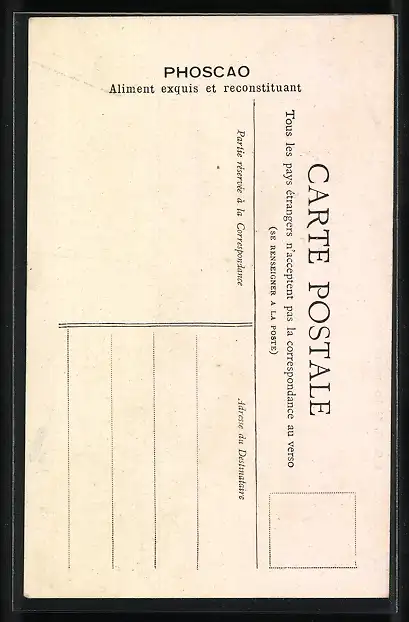 PHOSCAO
Aliment exquis et reconstituant
CARTE POSTALE
Tous les pays étrangers n'acceptent pas la correspondance au verso
(SE RENSEIGNER A LA POSTE)
Partie réservée à la Correspondance
Adresse du Destinataire